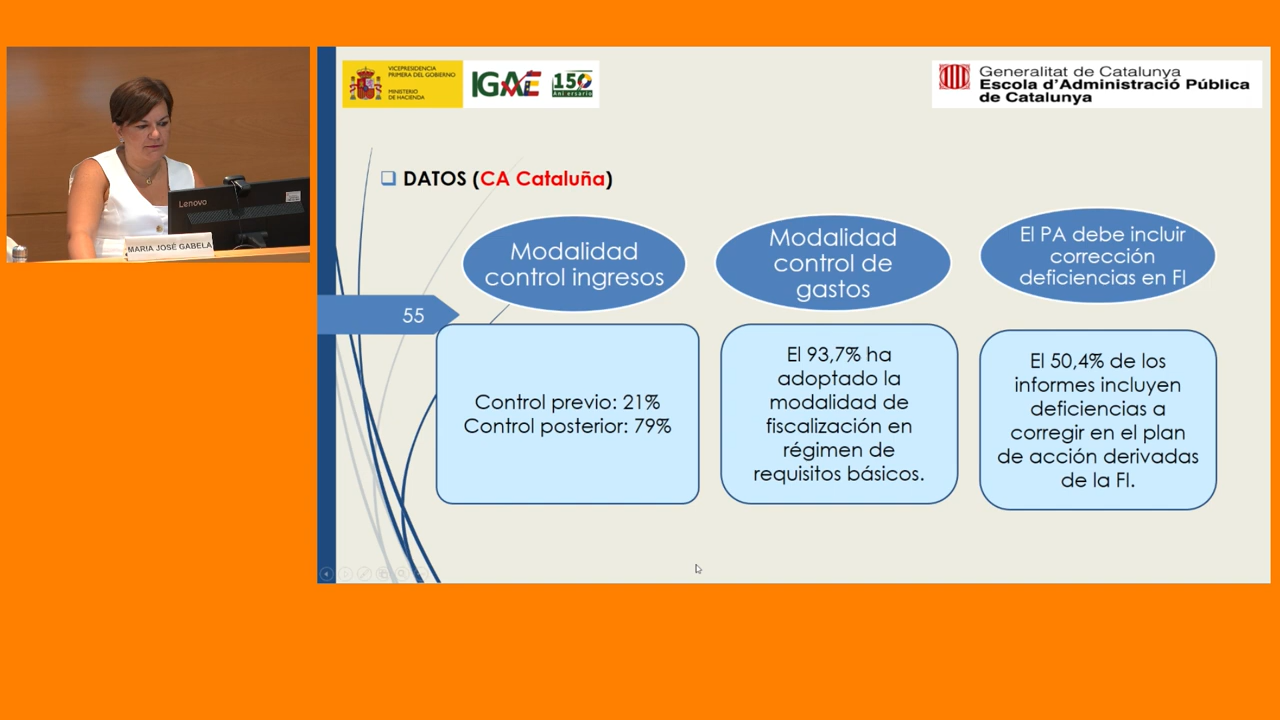 VICEPRESIDENCIA
PRIMERA DEL GOBIERNO
MINISTERIO
DE HACIENDA
IGAE
150
Aniversario
Generalitat de Catalunya
Escola d'Administració Pública
de Catalunya
Lenovo
MARIA JOSÉ GABELA
DATOS (CA Cataluña)
Modalidad
control ingresos
Modalidad
control de
gastos
El PA debe incluir
corrección
deficiencias en FI
55
Control previo: 21%
Control posterior: 79%
El 93,7% ha
adoptado la
modalidad de
fiscalización en
régimen de
requisitos básicos.
El 50,4% de los
informes incluyen
deficiencias a
corregir en el plan
de acción derivadas
de la FI.